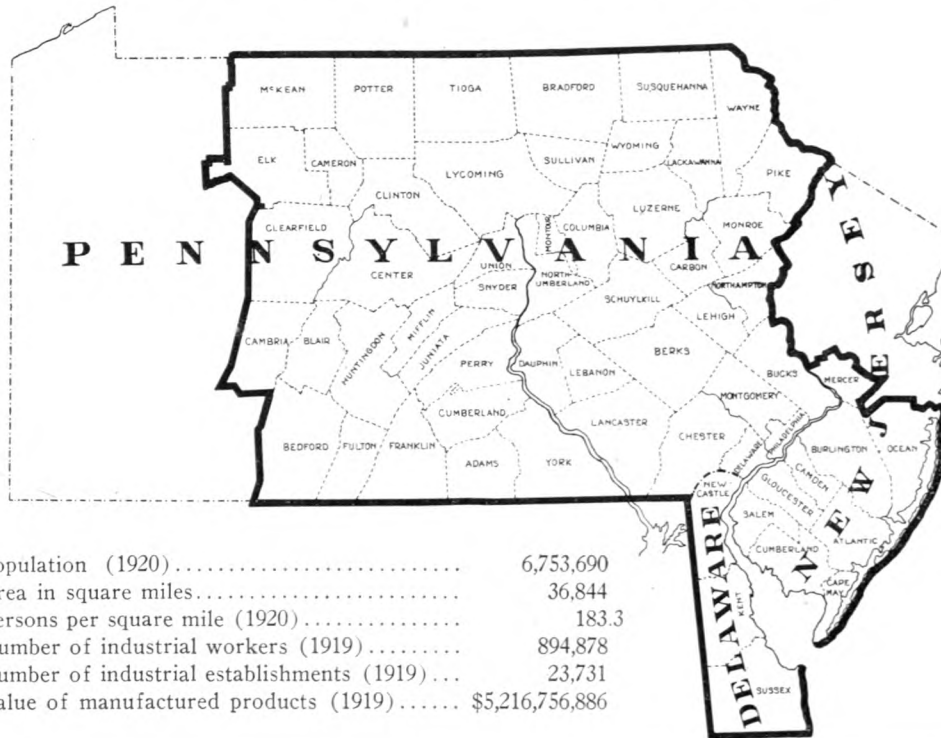 McKEAN POTTER TIOGA BRADFORD SUSQUEHANNA
WAYNE
ELK CAMERON LYCOMING SULLIVAN WYOMING LACKAWANNA PIKE
CLINTON
CLEARFIELD MONTOUR COLUMBIA LUZERNE MONROE
PENNSYLVANIA
CENTER UNION NORTH UMBERLAND CARBON NORTHAMPTON
SNYDER SCHUYLKILL LEHIGH
CAMBRIA BLAIR HUNTINGDON MIFFLIN JUNIATA PERRY DAUPHIN LEBANON BERKS BUCKS MERCER
CUMBERLAND MONTGOMERY
LANCASTER CHESTER DELAWARE PHILADELPHIA
BEDFORD FULTON FRANKLIN ADAMS YORK
NEW JERSEY
BURLINGTON OCEAN
CAMDEN
GLOUCESTER
SALEM ATLANTIC
CUMBERLAND
CAPE MAY
NEW CASTLE
DELAWARE
KENT
SUSSEX
opulation (1920) 6,753,690
rea in square miles 36,844
ersons per square mile (1920) 183.3
umber of industrial workers (1919) 894,878
umber of industrial establishments (1919) 23,731
alue of manufactured products (1919) $5,216,756,886